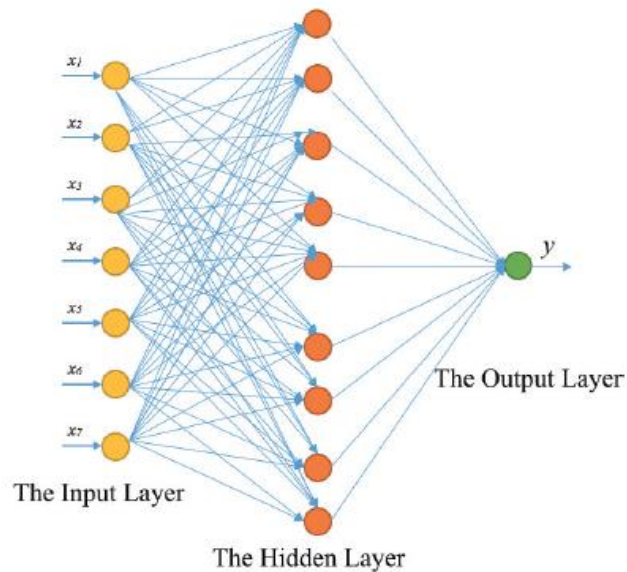 x1
x2
x3
x4
x5
x6
x7
y
The Output Layer
The Input Layer
The Hidden Layer